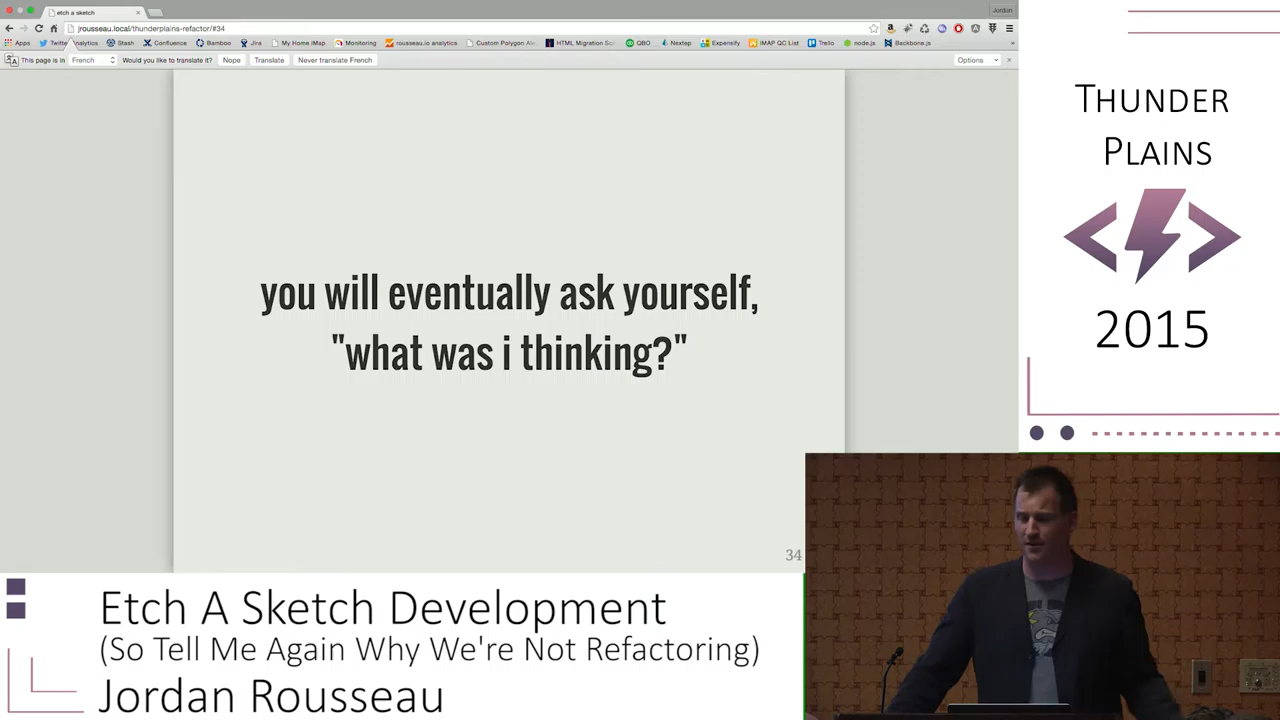 etch a sketch
Jordan
jrousseau.local/thunderplains-refactor/#34
Apps Twitter Analytics Stash Confluence Bamboo Jira My Home iMap Monitoring rousseau.io analytics Custom Polygon HTML Migration QBO Nextep Expensify IMAP QC List Trello node.js Backbone.js
This page is in French Would you like to translate it? Nope Translate Never translate French Options
you will eventually ask yourself,
"what was i thinking?"
34
THUNDER
PLAINS
2015
Etch A Sketch Development
(So Tell Me Again Why We're Not Refactoring)
Jordan Rousseau